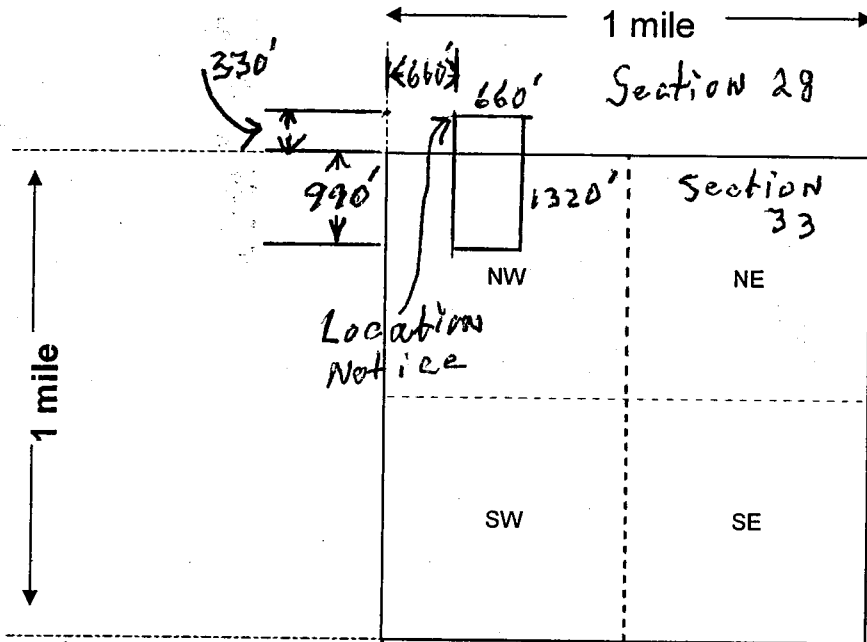 1 mile
330'
660'
660'
Section 28
990'
1320'
Section
33
NW
NE
Location
Notice
1 mile
SW
SE